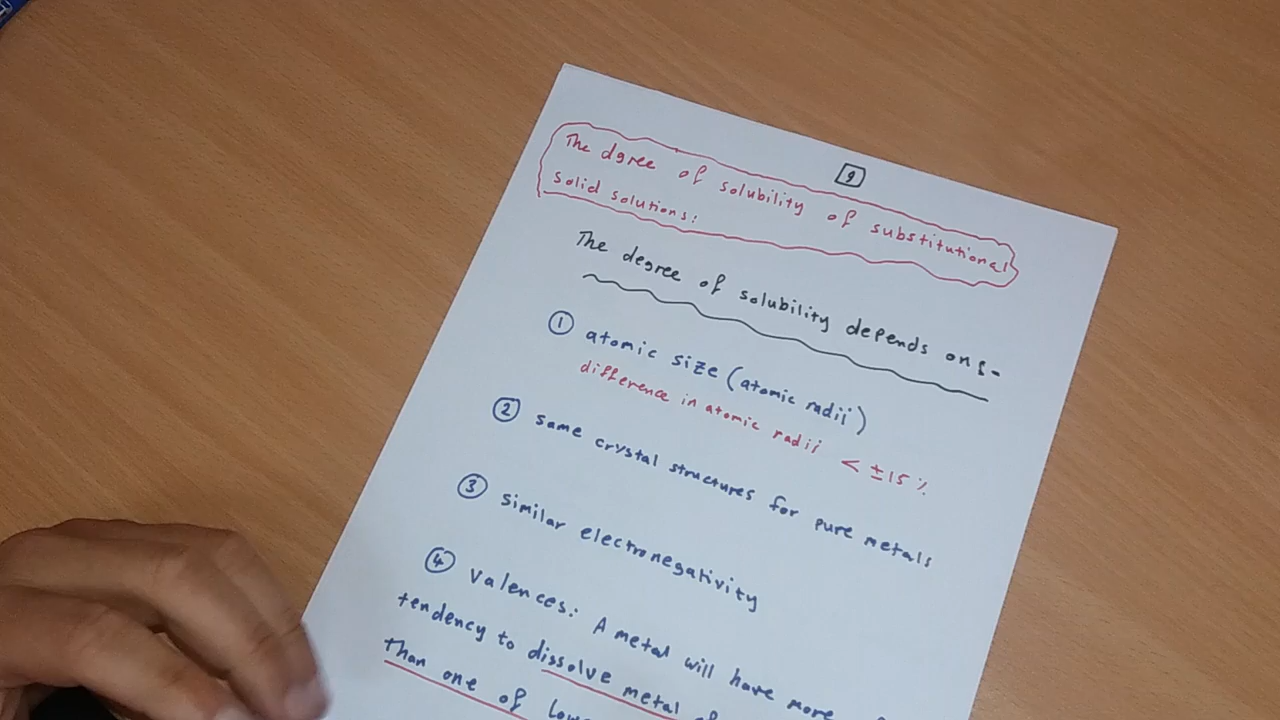 9
The dgree of solubility of substitutional
solid solutions:
The degree of solubility depends on:-
① atomic size (atomic radii)
difference in atomic radii < ±15%
② same crystal structures for pure metals
③ similar electronegativity
④ valences: A metal will have more
tendency to dissolve metal
than one of